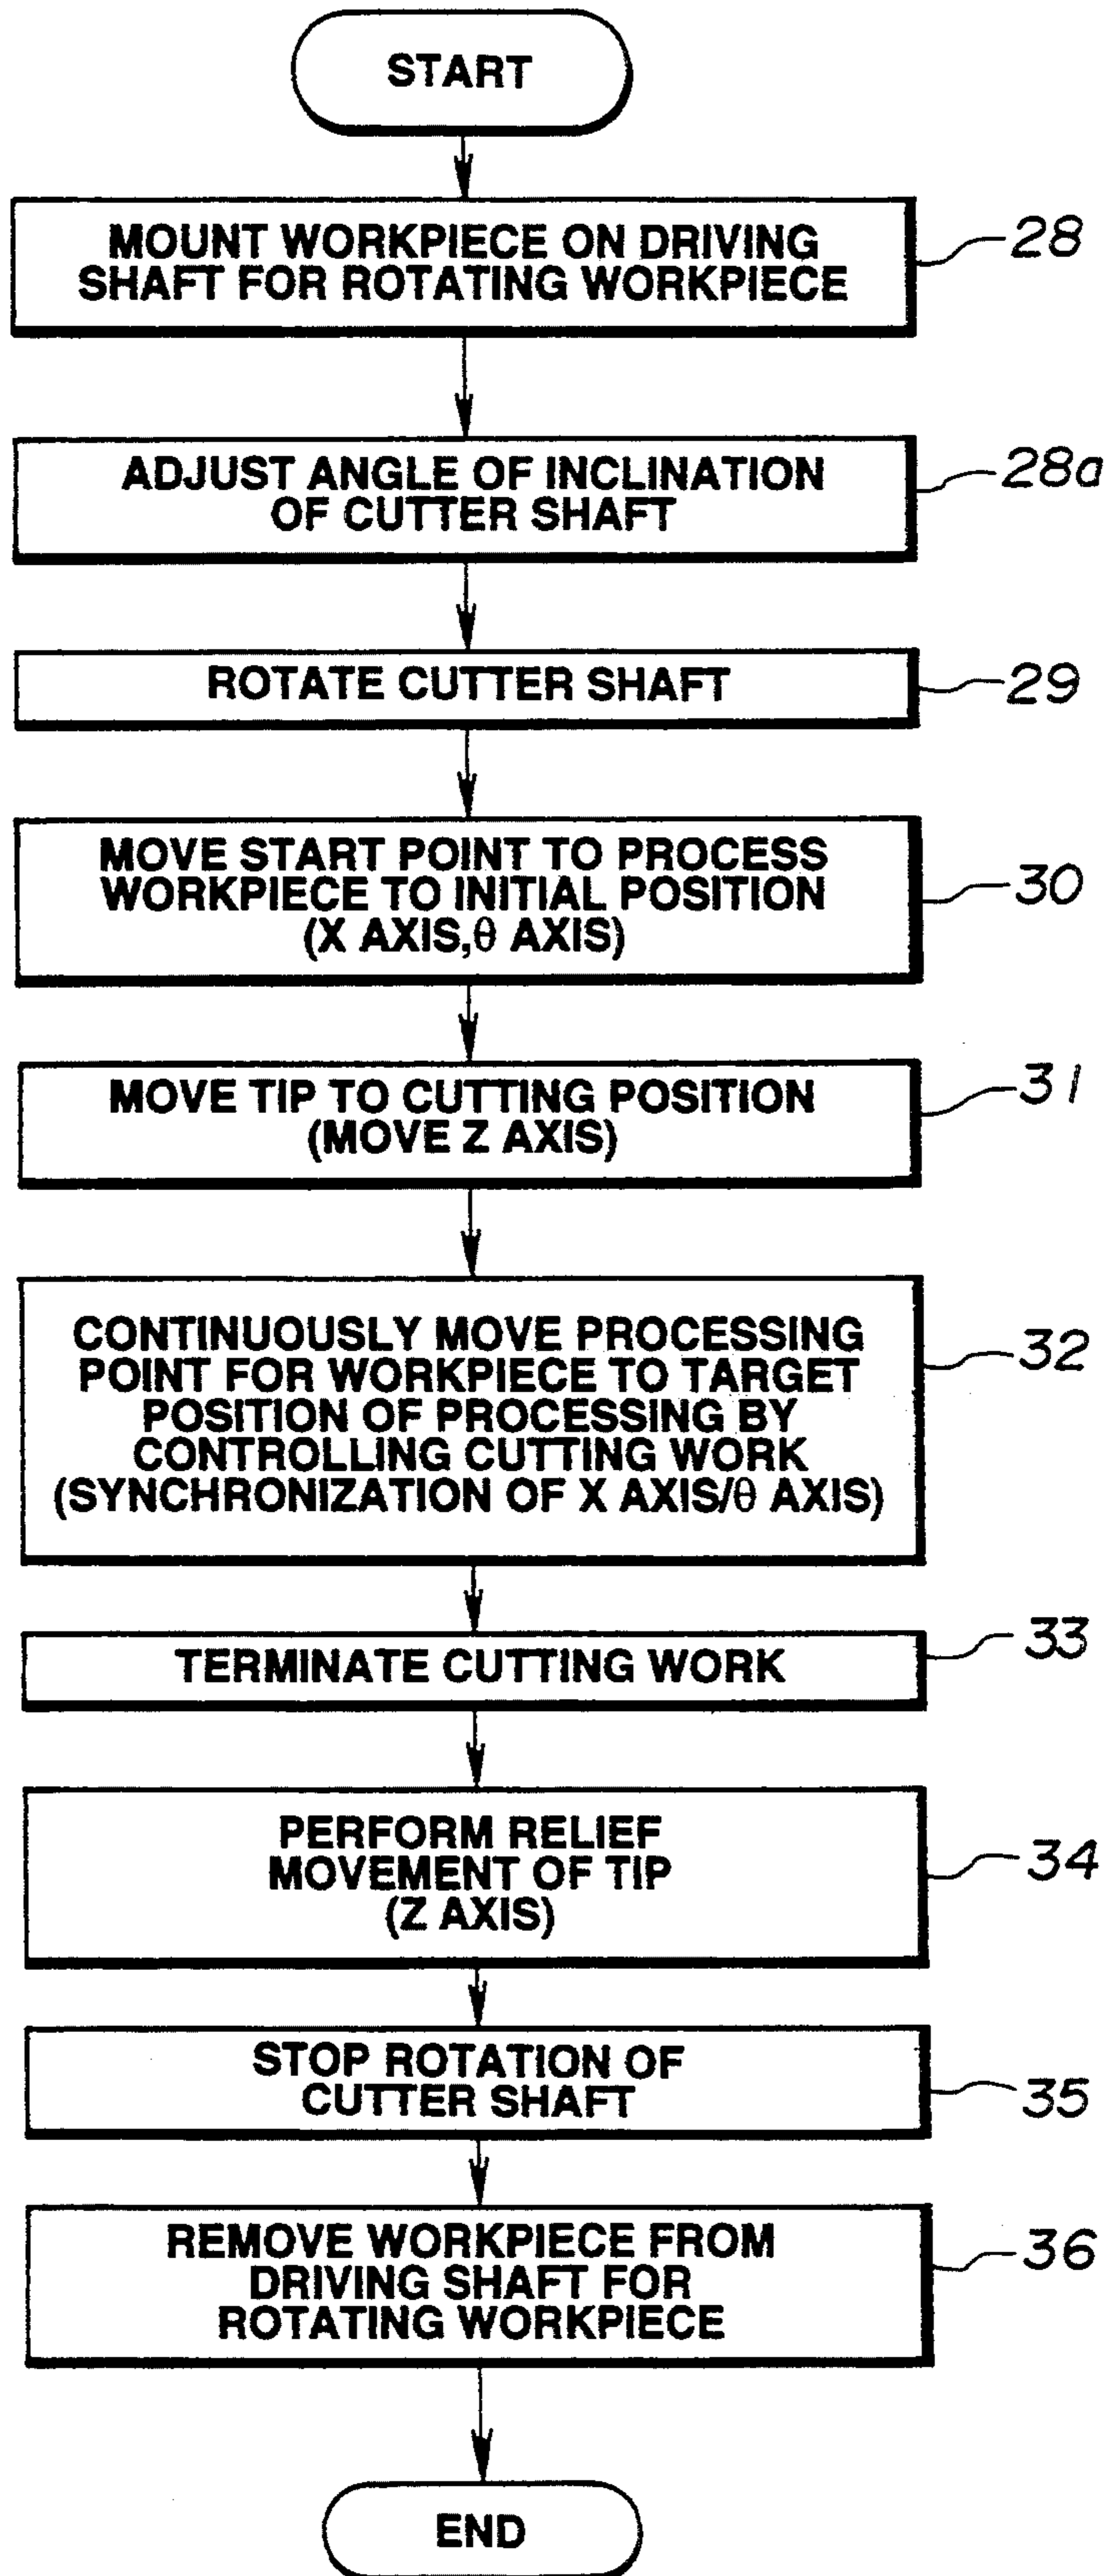 START
MOUNT WORKPIECE ON DRIVING
SHAFT FOR ROTATING WORKPIECE
28
ADJUST ANGLE OF INCLINATION
OF CUTTER SHAFT
28a
ROTATE CUTTER SHAFT
29
MOVE START POINT TO PROCESS
WORKPIECE TO INITIAL POSITION
(X AXIS,θ AXIS)
30
MOVE TIP TO CUTTING POSITION
(MOVE Z AXIS)
31
CONTINUOUSLY MOVE PROCESSING
POINT FOR WORKPIECE TO TARGET
POSITION OF PROCESSING BY
CONTROLLING CUTTING WORK
(SYNCHRONIZATION OF X AXIS/θ AXIS)
32
TERMINATE CUTTING WORK
33
PERFORM RELIEF
MOVEMENT OF TIP
(Z AXIS)
34
STOP ROTATION OF
CUTTER SHAFT
35
REMOVE WORKPIECE FROM
DRIVING SHAFT FOR
ROTATING WORKPIECE
36
END